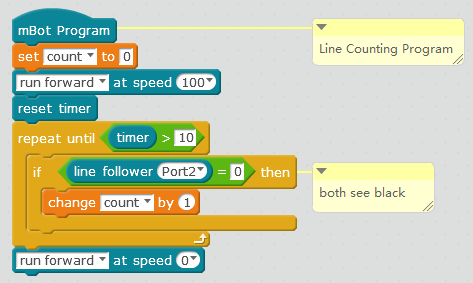 mBot Program
Line Counting Program
set count to 0
run forward at speed 100
reset timer
repeat until timer > 10
if line follower Port2 = 0 then
both see black
change count by 1
run forward at speed 0